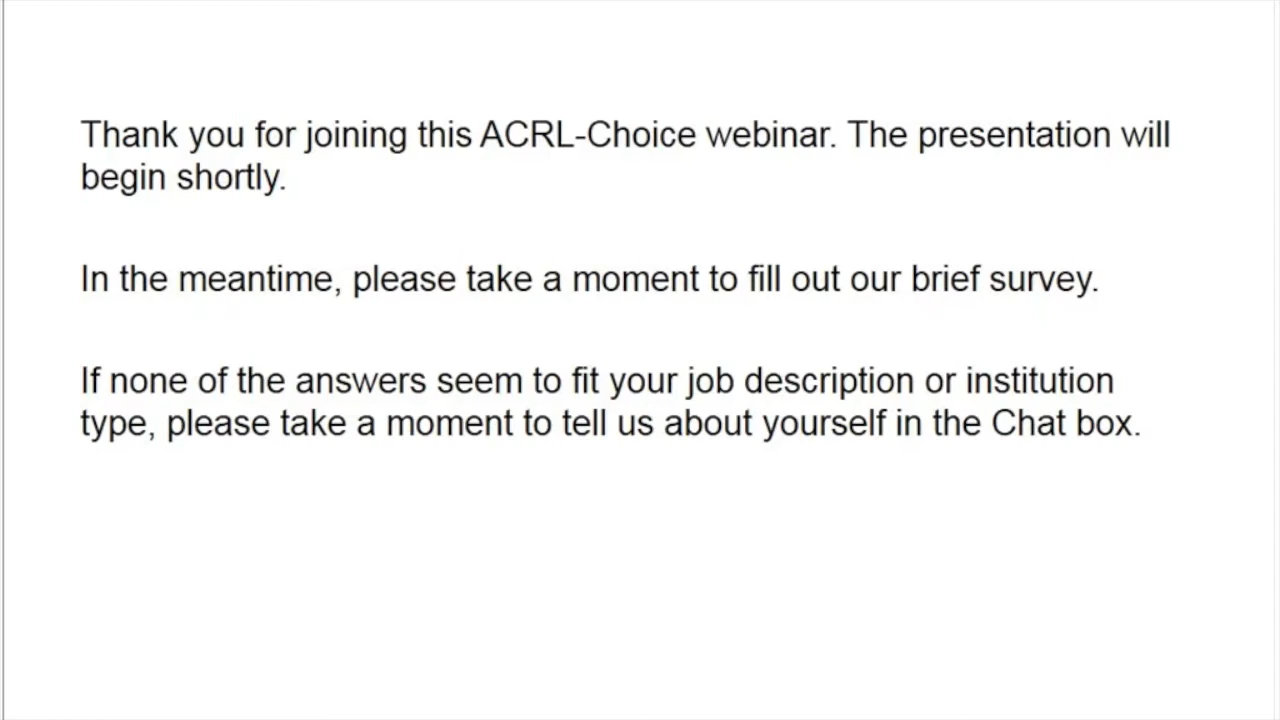 Thank you for joining this ACRL-Choice webinar. The presentation will
begin shortly.
In the meantime, please take a moment to fill out our brief survey.
If none of the answers seem to fit your job description or institution
type, please take a moment to tell us about yourself in the Chat box.